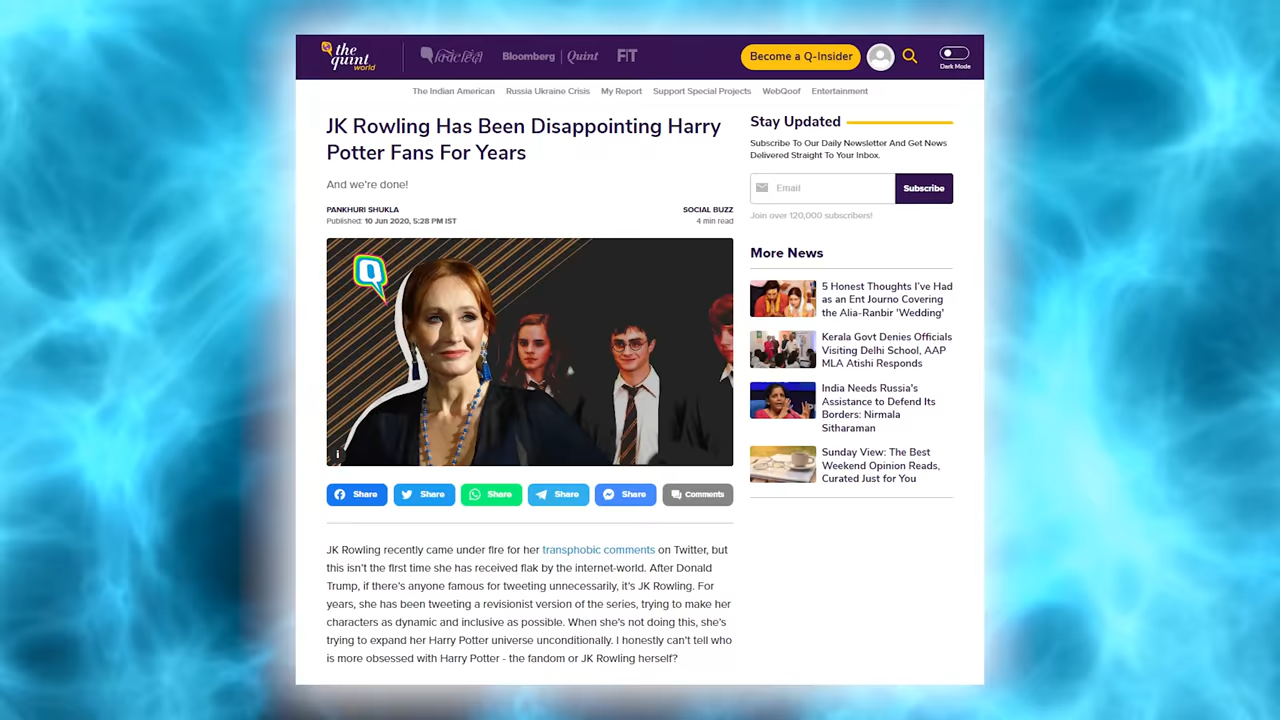 the quint world
क्विंट हिंदी
Bloomberg | Quint
FIT
Become a Q-Insider
Dark Mode
The Indian American
Russia Ukraine Crisis
My Report
Support Special Projects
WebQoof
Entertainment
JK Rowling Has Been Disappointing Harry
Potter Fans For Years
And we're done!
PANKHURI SHUKLA
Published: 10 Jun 2020, 5:28 PM IST
SOCIAL BUZZ
4 min read
Q
i
Share
Share
Share
Share
Share
Comments
JK Rowling recently came under fire for her transphobic comments on Twitter, but
this isn't the first time she has received flak by the internet-world. After Donald
Trump, if there's anyone famous for tweeting unnecessarily, it's JK Rowling. For
years, she has been tweeting a revisionist version of the series, trying to make her
characters as dynamic and inclusive as possible. When she's not doing this, she's
trying to expand her Harry Potter universe unconditionally. I honestly can't tell who
is more obsessed with Harry Potter - the fandom or JK Rowling herself?
Stay Updated
Subscribe To Our Daily Newsletter And Get News
Delivered Straight To Your Inbox.
Email
Subscribe
Join over 120,000 subscribers!
More News
5 Honest Thoughts I've Had
as an Ent Journo Covering
the Alia-Ranbir 'Wedding'
Kerala Govt Denies Officials
Visiting Delhi School, AAP
MLA Atishi Responds
India Needs Russia's
Assistance to Defend Its
Borders: Nirmala
Sitharaman
Sunday View: The Best
Weekend Opinion Reads,
Curated Just for You